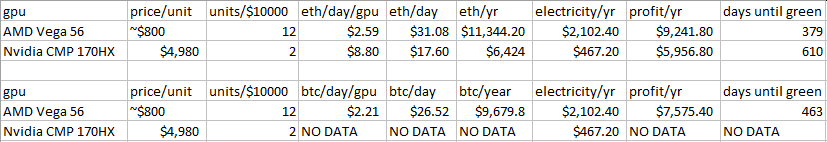 gpu price/unit units/$10000 eth/day/gpu eth/day eth/yr electricity/yr profit/yr days until green
AMD Vega 56 ~$800 12 $2.59 $31.08 $11,344.20 $2,102.40 $9,241.80 379
Nvidia CMP 170HX $4,980 2 $8.80 $17.60 $6,424 $467.20 $5,956.80 610
gpu price/unit units/$10000 btc/day/gpu btc/day btc/year electricity/yr profit/yr days until green
AMD Vega 56 ~$800 12 $2.21 $26.52 $9,679.8 $2,102.40 $7,575.40 463
Nvidia CMP 170HX $4,980 2 NO DATA NO DATA NO DATA $467.20 NO DATA NO DATA